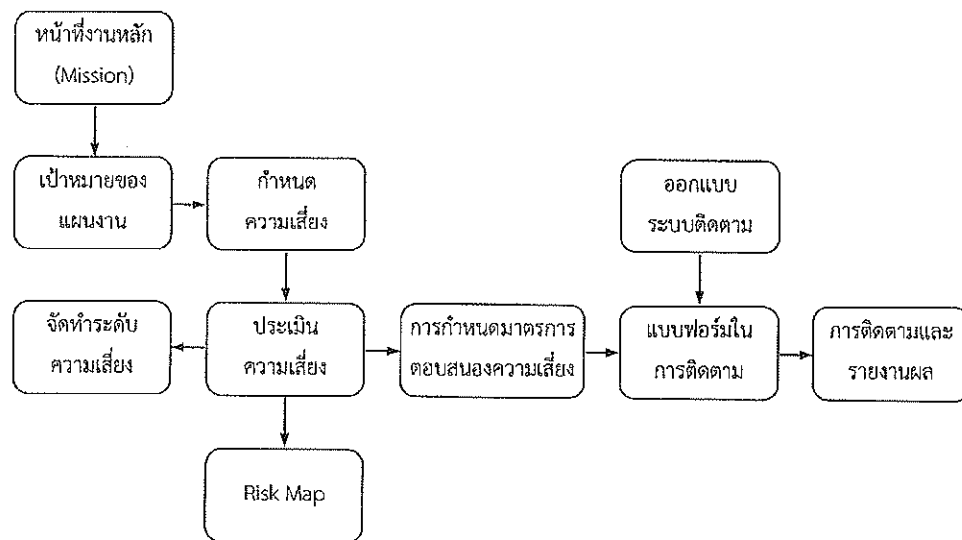 หน้าที่งานหลัก
(Mission)
เป้าหมายของ
แผนงาน
กำหนด
ความเสี่ยง
ออกแบบ
ระบบติดตาม
จัดทำระดับ
ความเสี่ยง
ประเมิน
ความเสี่ยง
การกำหนดมาตรการ
ตอบสนองความเสี่ยง
แบบฟอร์มใน
การติดตาม
การติดตามและ
รายงานผล
Risk Map